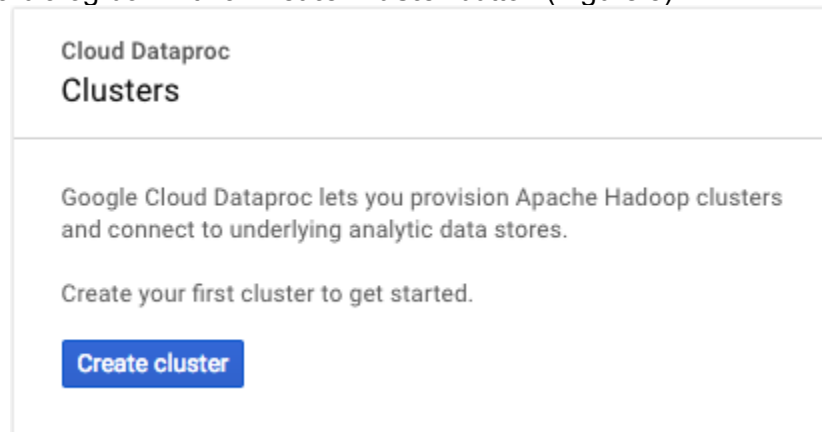 Cloud Dataproc
Clusters
Google Cloud Dataproc lets you provision Apache Hadoop clusters
and connect to underlying analytic data stores.
Create your first cluster to get started.
Create cluster